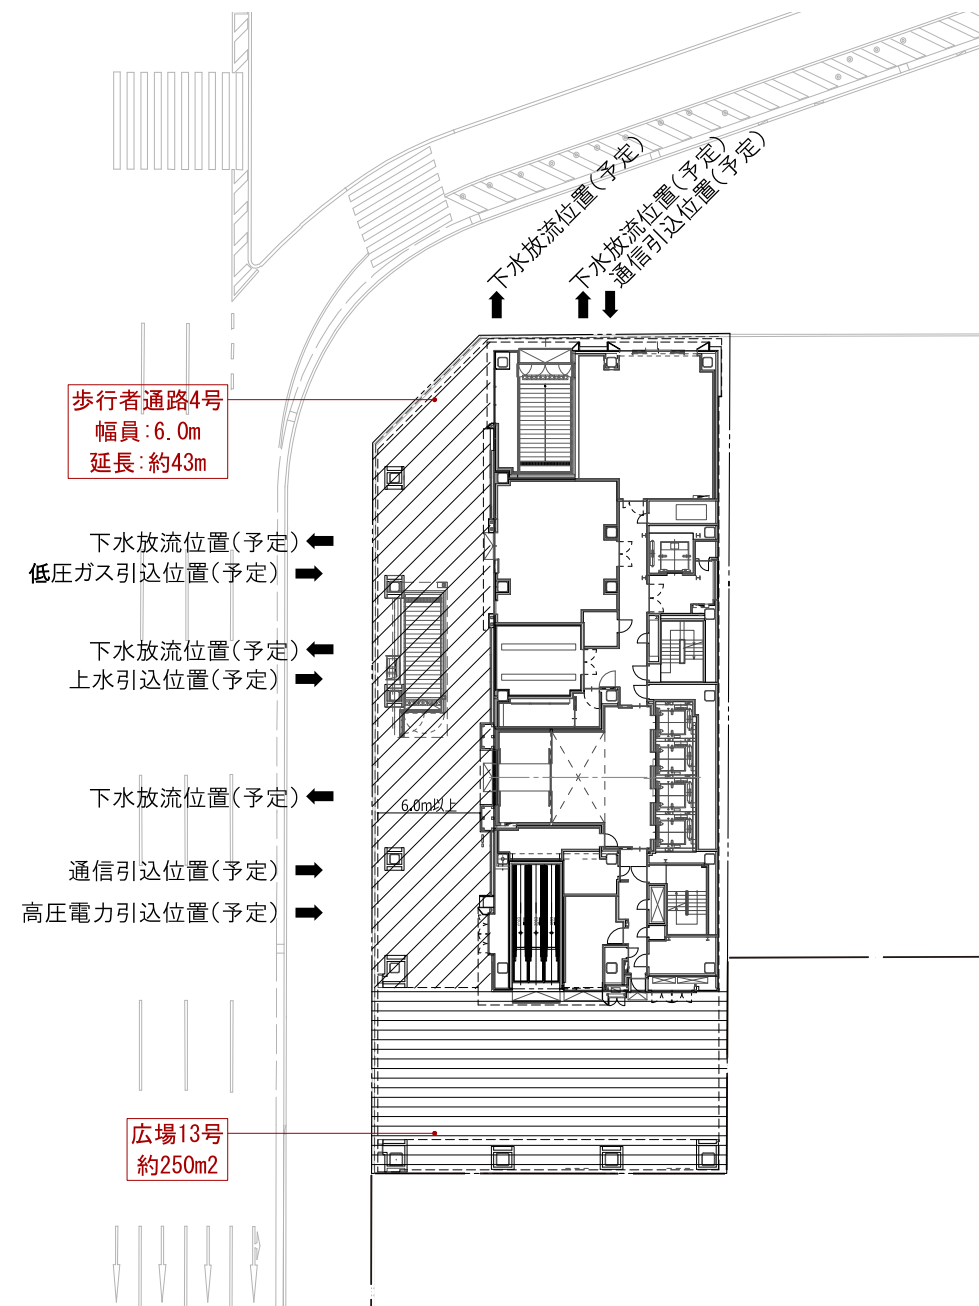 下水放流位置(予定)
下水放流位置(予定)
通信引込位置(予定)
歩行者通路4号
幅員:6.0m
延長:約43m
下水放流位置(予定)
低圧ガス引込位置(予定)
下水放流位置(予定)
上水引込位置(予定)
下水放流位置(予定)
6.0m以上
通信引込位置(予定)
高圧電力引込位置(予定)
広場13号
約250m2